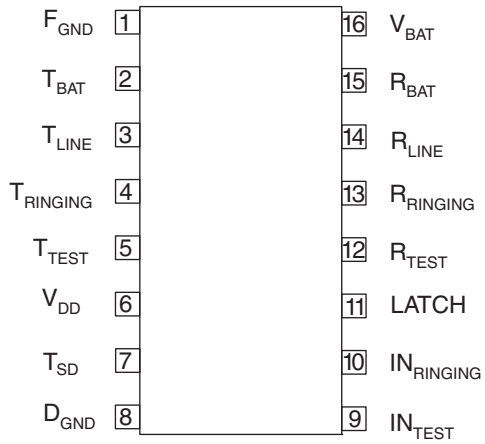 F_GND 1 16 V_BAT
T_BAT 2 15 R_BAT
T_LINE 3 14 R_LINE
T_RINGING 4 13 R_RINGING
T_TEST 5 12 R_TEST
V_DD 6 11 LATCH
T_SD 7 10 IN_RINGING
D_GND 8 9 IN_TEST